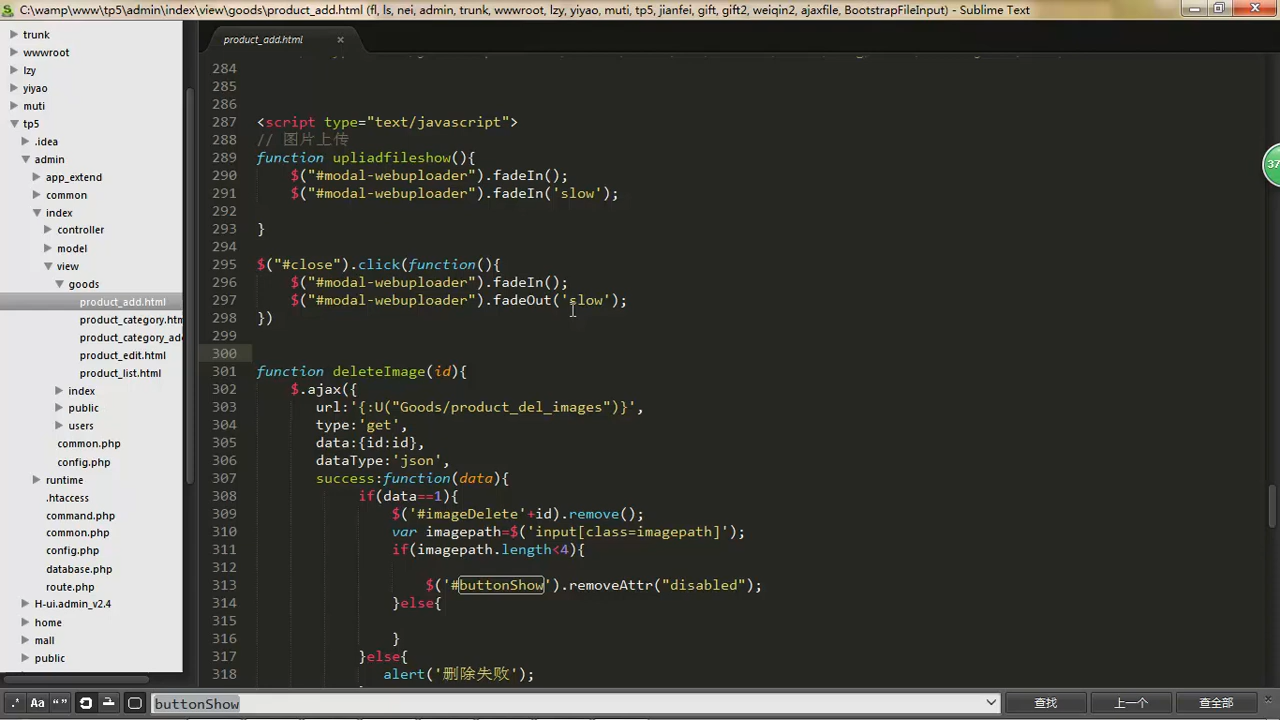 C:\wamp\www\tp5\admin\index\view\goods\product_add.html (fl, ls, nei, admin, trunk, wwwroot, lzy, yiyao, muti, tp5, jianfei, gift, gift2, weiqin2, ajaxfile, BootstrapFileInput) - Sublime Text
trunk
wwwroot
lzy
yiyao
muti
tp5
.idea
admin
app_extend
common
index
controller
model
view
goods
product_add.html
product_category.htm
product_category_ad
product_edit.html
product_list.html
index
public
users
common.php
config.php
runtime
.htaccess
command.php
common.php
config.php
database.php
route.php
H-ui.admin_v2.4
home
mall
public
product_add.html
284
285
286
287 <script type="text/javascript">
288 // 图片上传
289 function upliadfileshow(){
290 $("#modal-webuploader").fadeIn();
291 $("#modal-webuploader").fadeIn('slow');
292
293 }
294
295 $("#close").click(function(){
296 $("#modal-webuploader").fadeIn();
297 $("#modal-webuploader").fadeOut('slow');
298 })
299
300
301 function deleteImage(id){
302 $.ajax({
303 url:'{:U("Goods/product_del_images")}',
304 type:'get',
305 data:{id:id},
306 dataType:'json',
307 success:function(data){
308 if(data==1){
309 $('#imageDelete'+id).remove();
310 var imagepath=$('input[class=imagepath]');
311 if(imagepath.length<4){
312
313 $('#buttonShow').removeAttr("disabled");
314 }else{
315
316 }
317 }else{
318 alert('删除失败');
37
.* Aa “ ”
buttonShow
查找
上一个
查全部